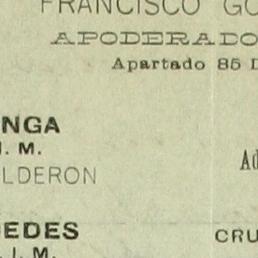 FRANCISCO GO
APODERADO
Apartado 85 D
NGA
J. M.
LDERON
Ad
EDES
CRU
. J. M.